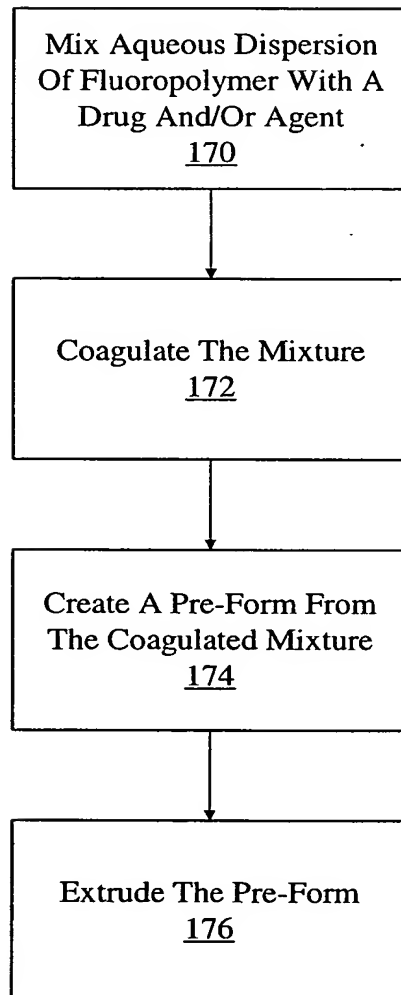 Mix Aqueous Dispersion
Of Fluoropolymer With A
Drug And/Or Agent
170
Coagulate The Mixture
172
Create A Pre-Form From
The Coagulated Mixture
174
Extrude The Pre-Form
176